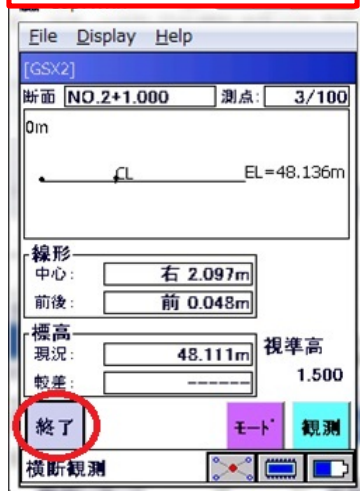 File Display Help
[GSX2]
断面 NO.2+1.000 測点: 3/100
0m
CL EL=48.136m
線形
中心: 右 2.097m
前後: 前 0.048m
標高
現況: 48.111m 視準高
較差: ------ 1.500
終了 ﾓｰﾄﾞ 観測
横断観測